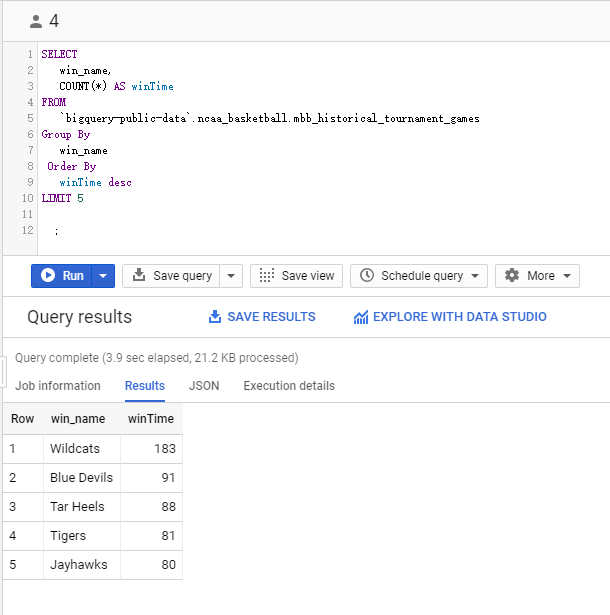 4
1 SELECT
2 win_name,
3 COUNT(*) AS winTime
4 FROM
5 `bigquery-public-data`.ncaa_basketball.mbb_historical_tournament_games
6 Group By
7 win_name
8 Order By
9 winTime desc
10 LIMIT 5
11
12 ;
Run Save query Save view Schedule query More
Query results SAVE RESULTS EXPLORE WITH DATA STUDIO
Query complete (3.9 sec elapsed, 21.2 KB processed)
Job information Results JSON Execution details
Row win_name winTime
1 Wildcats 183
2 Blue Devils 91
3 Tar Heels 88
4 Tigers 81
5 Jayhawks 80